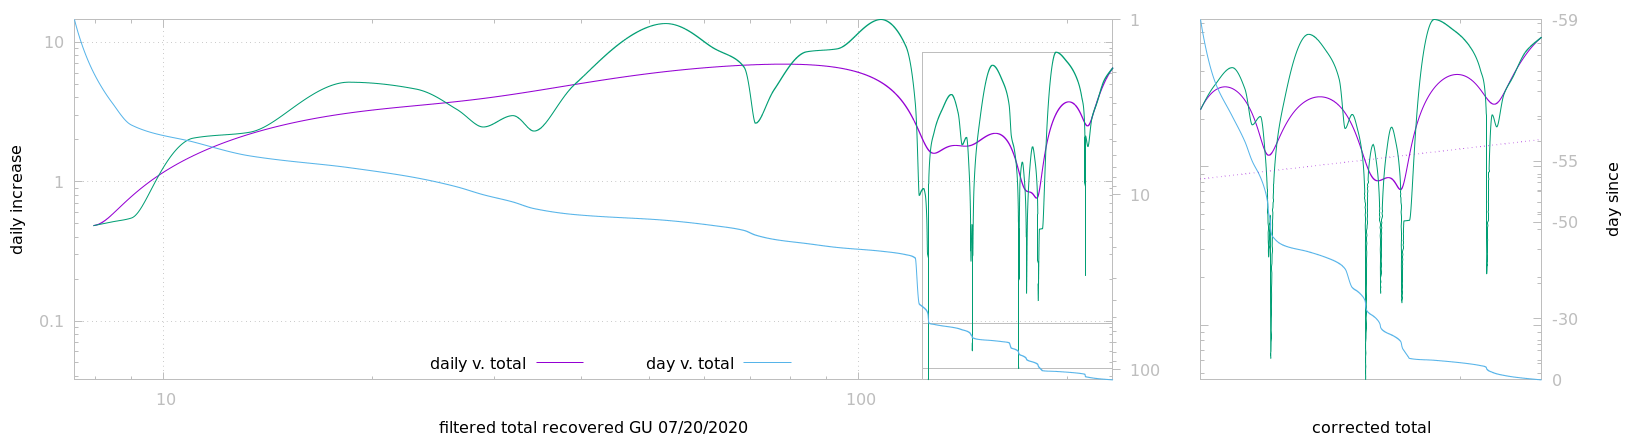 daily increase
10
1
0.1
daily v. total
day v. total
10
100
filtered total recovered GU 07/20/2020
1
10
100
-59
-55
-50
-30
0
day since
corrected total